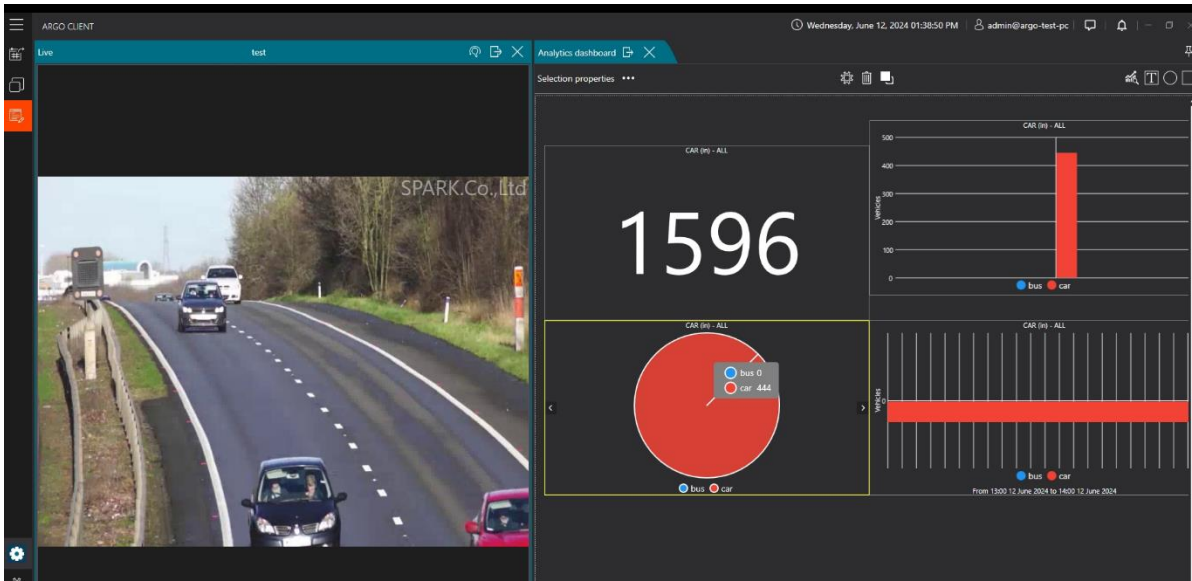 ARGO CLIENT
Wednesday, June 12, 2024 01:38:50 PM
admin@argo-test-pc
Live
test
Analytics dashboard
Selection properties •••
SPARK.Co.,Ltd
CAR (in) - ALL
1596
CAR (in) - ALL
500
400
300
200
100
0
Vehicles
bus
car
CAR (in) - ALL
bus 0
car 444
bus
car
CAR (in) - ALL
Vehicles
0
bus
car
From 13:00 12 June 2024 to 14:00 12 June 2024